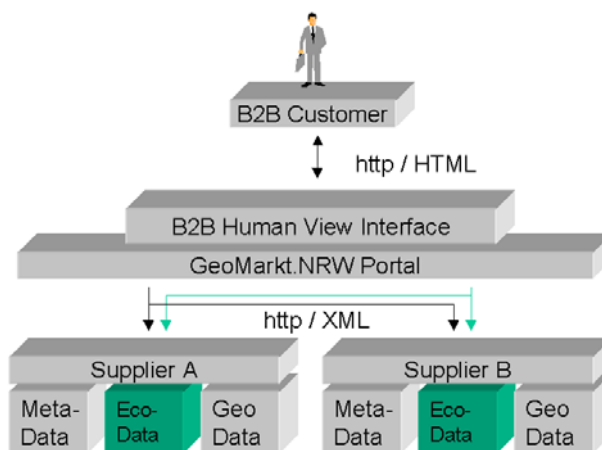 B2B Customer
http / HTML
B2B Human View Interface
GeoMarkt.NRW Portal
http / XML
Supplier A
Supplier B
Meta-
Data
Eco-
Data
Geo
Data
Meta-
Data
Eco-
Data
Geo
Data